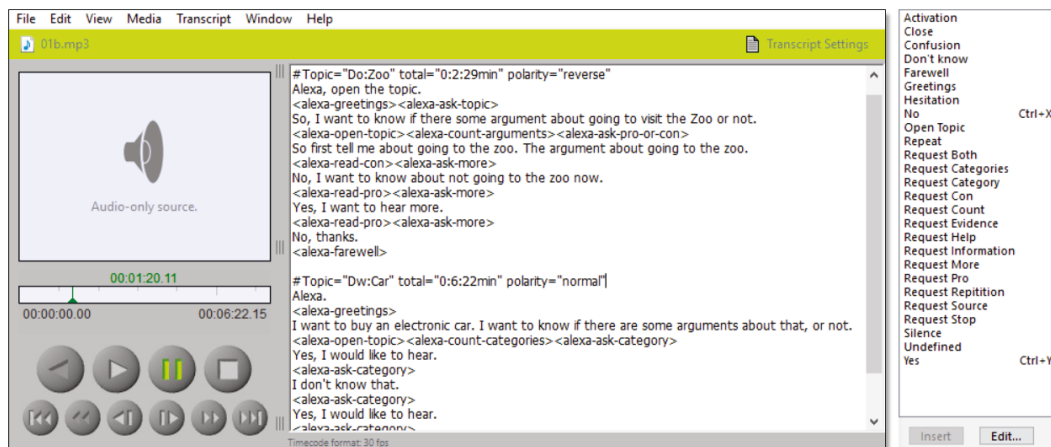 File Edit View Media Transcript Window Help
01b.mp3
Transcript Settings
Audio-only source.
00:01:20.11
00:00:00.00 00:06:22.15
#Topic="Do:Zoo" total="0:2:29min" polarity="reverse"
Alexa, open the topic.
<alexa-greetings><alexa-ask-topic>
So, I want to know if there some argument about going to visit the Zoo or not.
<alexa-open-topic><alexa-count-arguments><alexa-ask-pro-or-con>
So first tell me about going to the zoo. The argument about going to the zoo.
<alexa-read-con><alexa-ask-more>
No, I want to know about not going to the zoo now.
<alexa-read-pro><alexa-ask-more>
Yes, I want to hear more.
<alexa-read-pro><alexa-ask-more>
No, thanks.
<alexa-farewell>
#Topic="Dw:Car" total="0:6:22min" polarity="normal"
Alexa.
<alexa-greetings>
I want to buy an electronic car. I want to know if there are some arguments about that, or not.
<alexa-open-topic><alexa-count-categories><alexa-ask-category>
Yes, I would like to hear.
<alexa-ask-category>
I don't know that.
<alexa-ask-category>
Yes, I would like to hear.
<alexa-ask-category>
Timecode format: 30 fps
Activation
Close
Confusion
Don't know
Farewell
Greetings
Hesitation
No Ctrl+X
Open Topic
Repeat
Request Both
Request Categories
Request Category
Request Con
Request Count
Request Evidence
Request Help
Request Information
Request More
Request Pro
Request Repitition
Request Source
Request Stop
Silence
Undefined
Yes Ctrl+Y
Insert Edit...